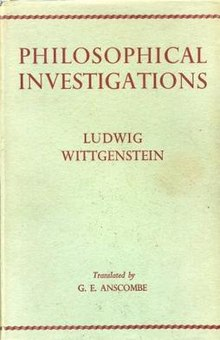 PHILOSOPHICAL
INVESTIGATIONS
LUDWIG
WITTGENSTEIN
Translated by
G. E. ANSCOMBE